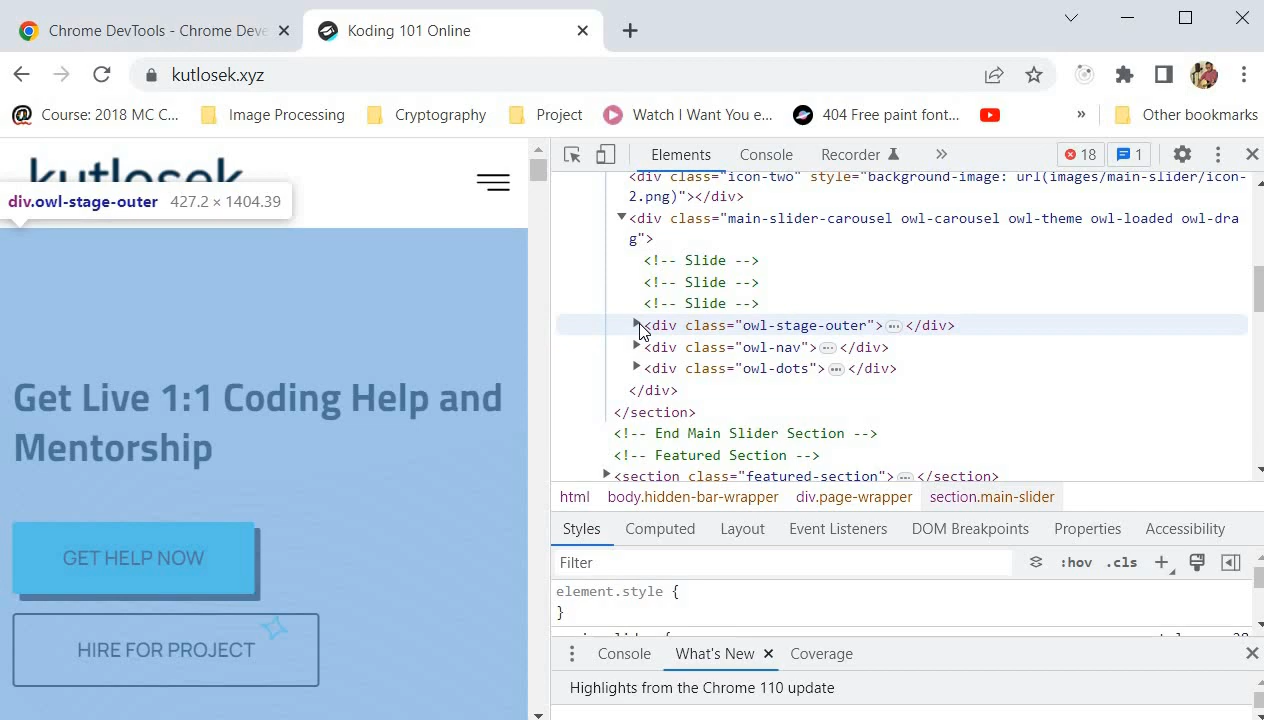 Chrome DevTools - Chrome Deve
Koding 101 Online
kutlosek.xyz
Course: 2018 MC C...
Image Processing
Cryptography
Project
Watch I Want You e...
404 Free paint font...
»
Other bookmarks
kutlosek
div.owl-stage-outer 427.2 × 1404.39
Get Live 1:1 Coding Help and
Mentorship
GET HELP NOW
HIRE FOR PROJECT
Elements
Console
Recorder
»
18
1
<div class="icon-two" style="background-image: url(images/main-slider/icon-
2.png)"></div>
<div class="main-slider-carousel owl-carousel owl-theme owl-loaded owl-dra
g">
<!-- Slide -->
<!-- Slide -->
<!-- Slide -->
<div class="owl-stage-outer">…</div>
<div class="owl-nav">…</div>
<div class="owl-dots">…</div>
</div>
</section>
<!-- End Main Slider Section -->
<!-- Featured Section -->
<section class="featured-section">…</section>
html body.hidden-bar-wrapper div.page-wrapper section.main-slider
Styles Computed Layout Event Listeners DOM Breakpoints Properties Accessibility
Filter
:hov .cls
element.style {
}
Console What's New Coverage
Highlights from the Chrome 110 update